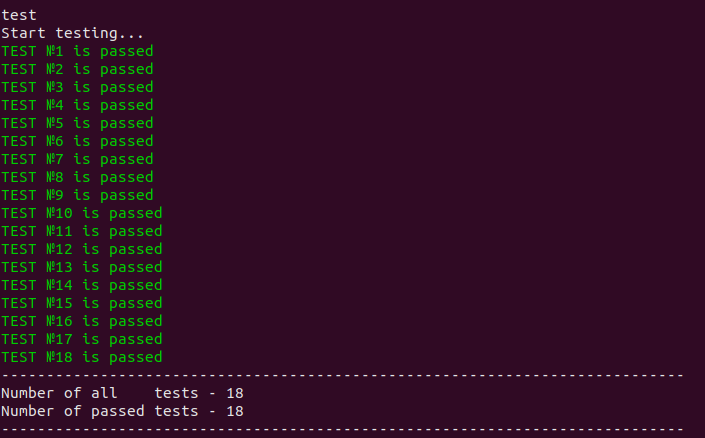 test
Start testing...
TEST №1 is passed
TEST №2 is passed
TEST №3 is passed
TEST №4 is passed
TEST №5 is passed
TEST №6 is passed
TEST №7 is passed
TEST №8 is passed
TEST №9 is passed
TEST №10 is passed
TEST №11 is passed
TEST №12 is passed
TEST №13 is passed
TEST №14 is passed
TEST №15 is passed
TEST №16 is passed
TEST №17 is passed
TEST №18 is passed
----------------------------------------------------------------------------
Number of all    tests - 18
Number of passed tests - 18
----------------------------------------------------------------------------